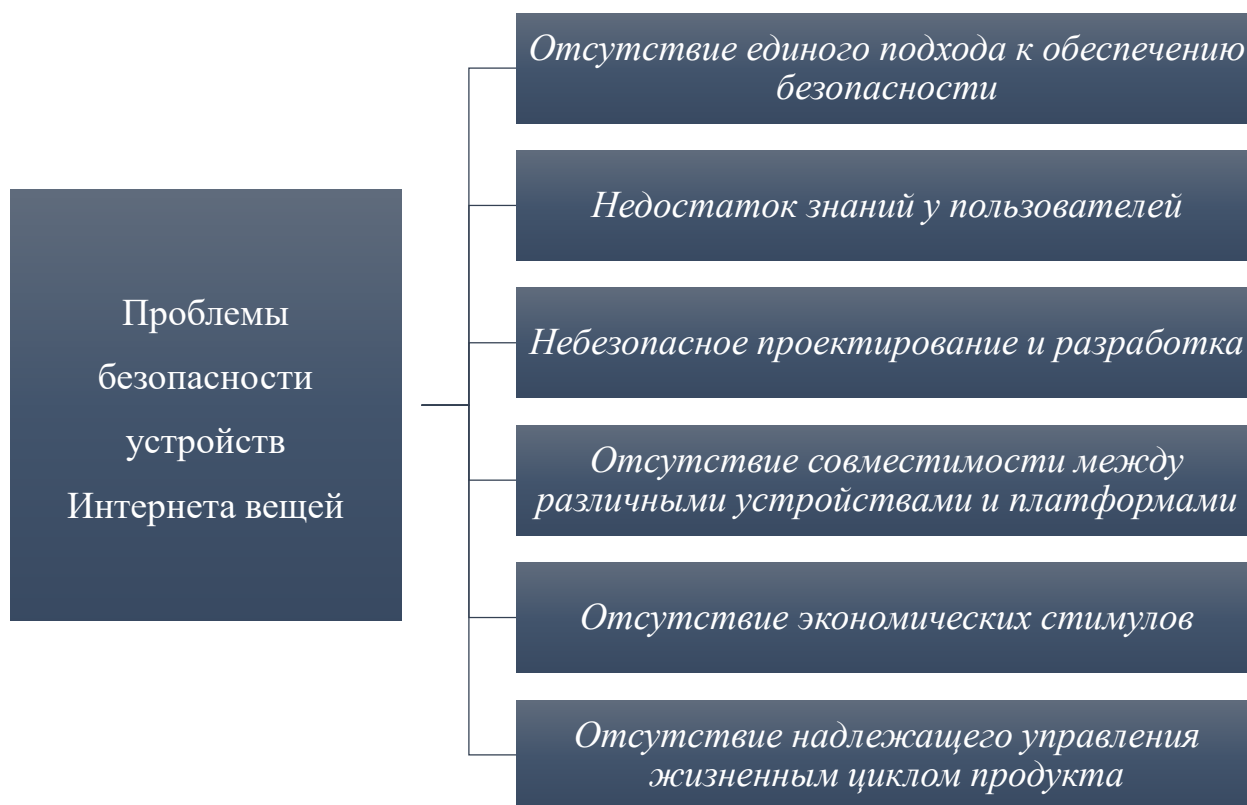 Проблемы
безопасности
устройств
Интернета вещей
Отсутствие единого подхода к обеспечению
безопасности
Недостаток знаний у пользователей
Небезопасное проектирование и разработка
Отсутствие совместимости между
различными устройствами и платформами
Отсутствие экономических стимулов
Отсутствие надлежащего управления
жизненным циклом продукта